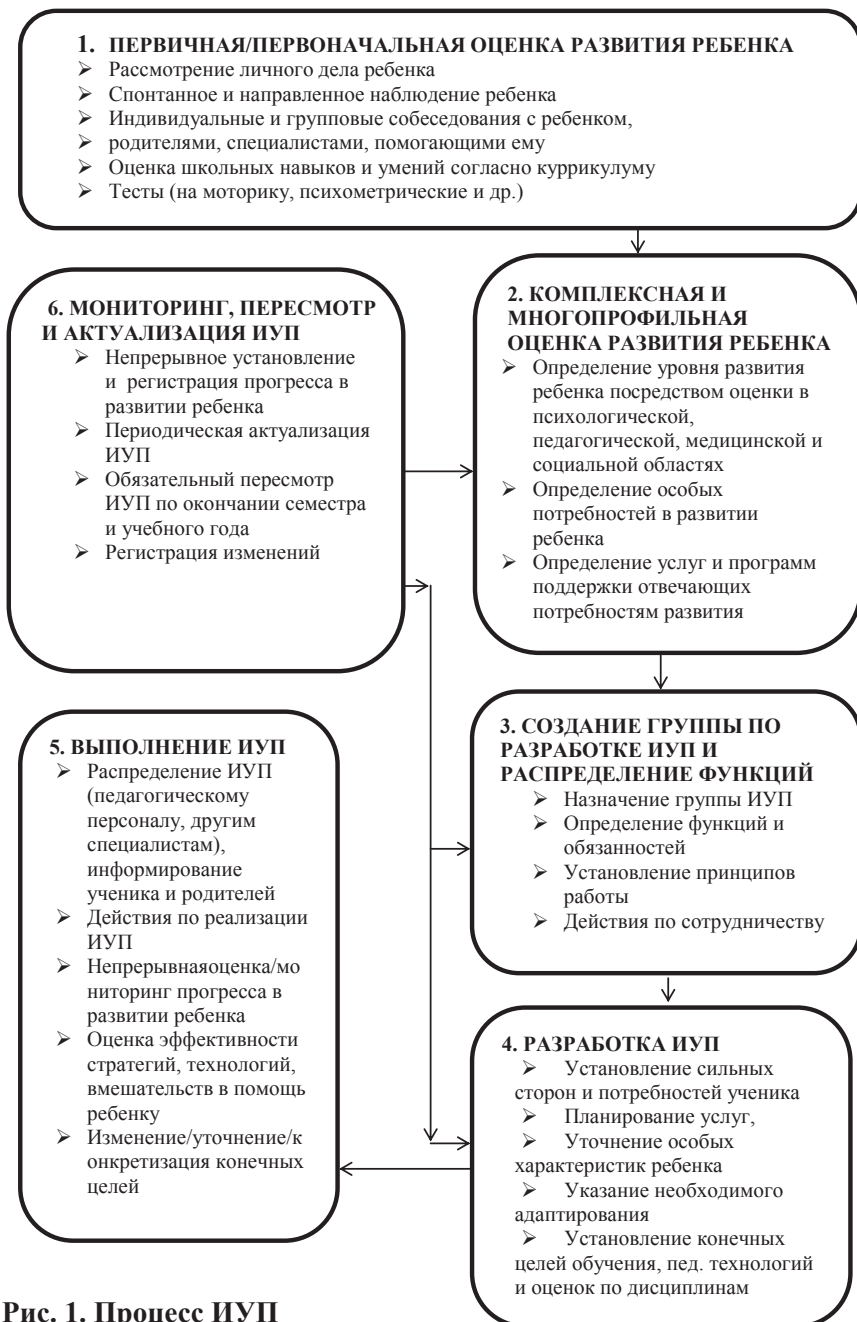 1. ПЕРВИЧНАЯ/ПЕРВОНАЧАЛЬНАЯ ОЦЕНКА РАЗВИТИЯ РЕБЕНКА
➢ Рассмотрение личного дела ребенка
➢ Спонтанное и направленное наблюдение ребенка
➢ Индивидуальные и групповые собеседования с ребенком,
➢ родителями, специалистами, помогающими ему
➢ Оценка школьных навыков и умений согласно куррикулуму
➢ Тесты (на моторику, психометрические и др.)
2. КОМПЛЕКСНАЯ И
МНОГОПРОФИЛЬНАЯ
ОЦЕНКА РАЗВИТИЯ РЕБЕНКА
➢ Определение уровня развития
ребенка посредством оценки в
психологической,
педагогической, медицинской и
социальной областях
➢ Определение особых
потребностей в развитии
ребенка
➢ Определение услуг и программ
поддержки отвечающих
потребностям развития
3. СОЗДАНИЕ ГРУППЫ ПО
РАЗРАБОТКЕ ИУП И
РАСПРЕДЕЛЕНИЕ ФУНКЦИЙ
➢ Назначение группы ИУП
➢ Определение функций и
обязанностей
➢ Установление принципов
работы
➢ Действия по сотрудничеству
4. РАЗРАБОТКА ИУП
➢ Установление сильных
сторон и потребностей ученика
➢ Планирование услуг,
➢ Уточнение особых
характеристик ребенка
➢ Указание необходимого
адаптирования
➢ Установление конечных
целей обучения, пед. технологий
и оценок по дисциплинам
5. ВЫПОЛНЕНИЕ ИУП
➢ Распределение ИУП
(педагогическому
персоналу, другим
специалистам),
информирование
ученика и родителей
➢ Действия по реализации
ИУП
➢ Непрерывнаяоценка/мо
ниторинг прогресса в
развитии ребенка
➢ Оценка эффективности
стратегий, технологий,
вмешательств в помощь
ребенку
➢ Изменение/уточнение/к
онкретизация конечных
целей
6. МОНИТОРИНГ, ПЕРЕСМОТР
И АКТУАЛИЗАЦИЯ ИУП
➢ Непрерывное установление
и регистрация прогресса в
развитии ребенка
➢ Периодическая актуализация
ИУП
➢ Обязательный пересмотр
ИУП по окончании семестра
и учебного года
➢ Регистрация изменений
Рис. 1. Процесс ИУП